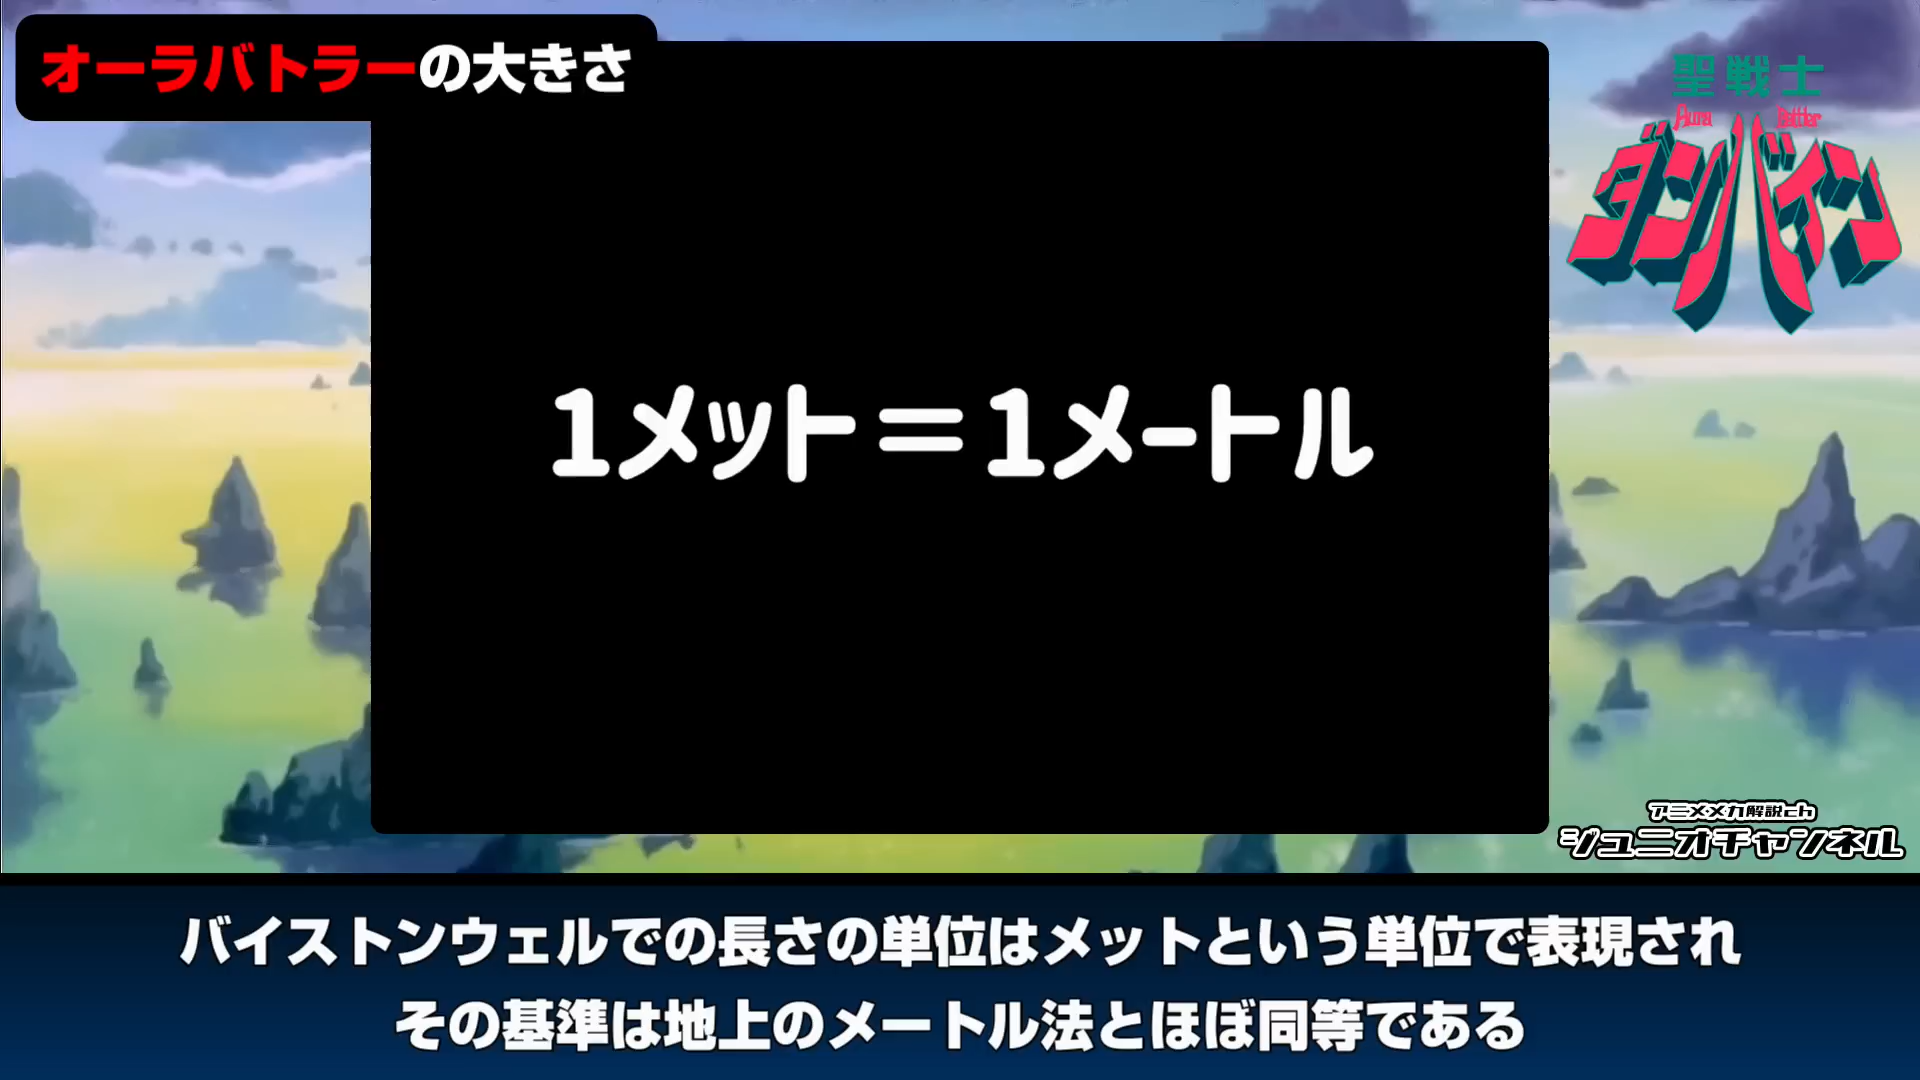 オーラバトラーの大きさ
聖戦士
Aura Battler
ダンバイン
1メット＝1メートル
アニメメカ解説ch
ジュニオチャンネル
バイストンウェルでの長さの単位はメットという単位で表現され
その基準は地上のメートル法とほぼ同等である